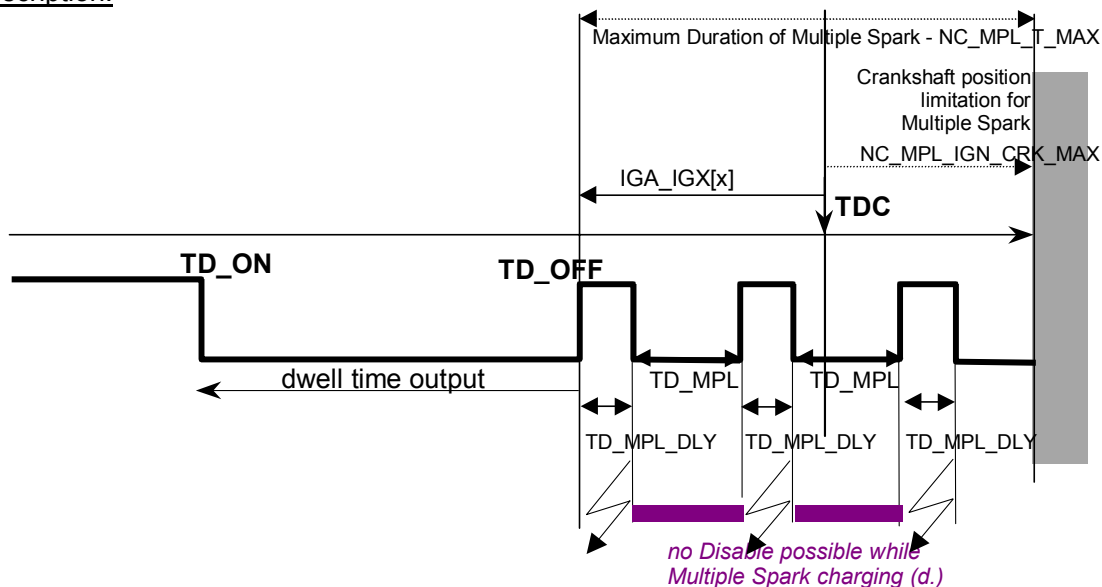 scription:
Maximum Duration of Multiple Spark - NC_MPL_T_MAX
Crankshaft position
limitation for
Multiple Spark
NC_MPL_IGN_CRK_MAX
IGA_IGX[x]
TDC
TD_ON
TD_OFF
dwell time output
TD_MPL
TD_MPL
TD_MPL_DLY
TD_MPL_DLY
TD_MPL_DLY
no Disable possible while
Multiple Spark charging (d.)